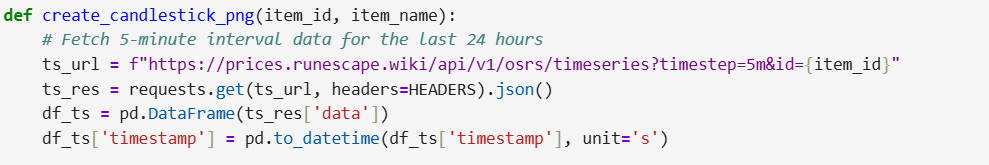 def create_candlestick_png(item_id, item_name):
    # Fetch 5-minute interval data for the last 24 hours
    ts_url = f"https://prices.runescape.wiki/api/v1/osrs/timeseries?timestep=5m&id={item_id}"
    ts_res = requests.get(ts_url, headers=HEADERS).json()
    df_ts = pd.DataFrame(ts_res['data'])
    df_ts['timestamp'] = pd.to_datetime(df_ts['timestamp'], unit='s')